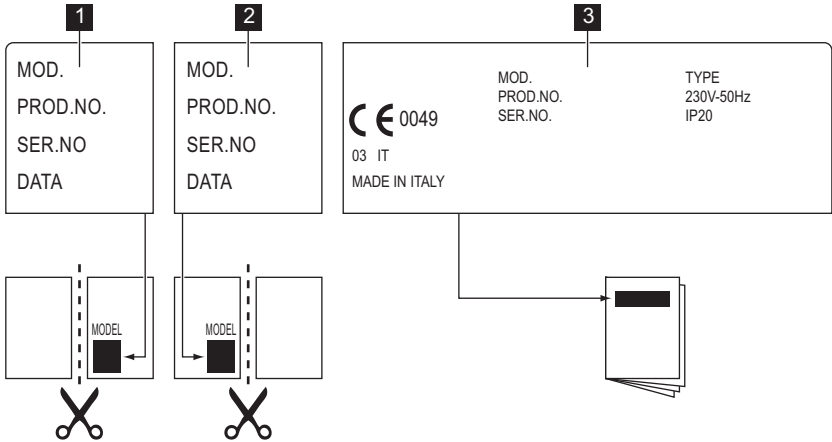 1
MOD.
PROD.NO.
SER.NO
DATA
2
MOD.
PROD.NO.
SER.NO
DATA
3
CE 0049
03 IT
MADE IN ITALY
MOD.
PROD.NO.
SER.NO.
TYPE
230V-50Hz
IP20
MODEL
MODEL